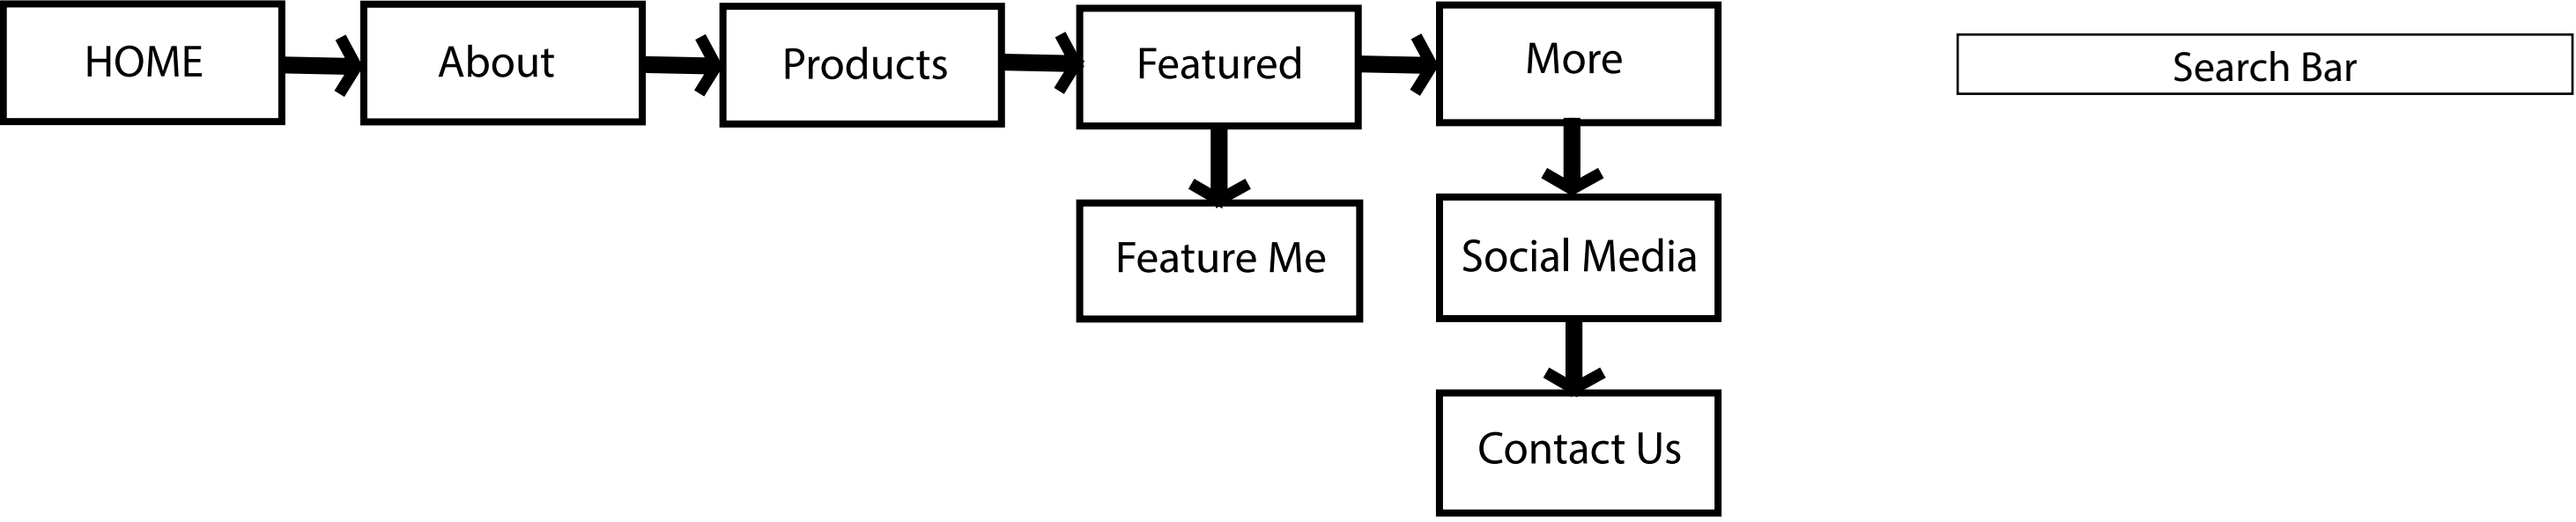 HOME
About
Products
Featured
More
Search Bar
Feature Me
Social Media
Contact Us